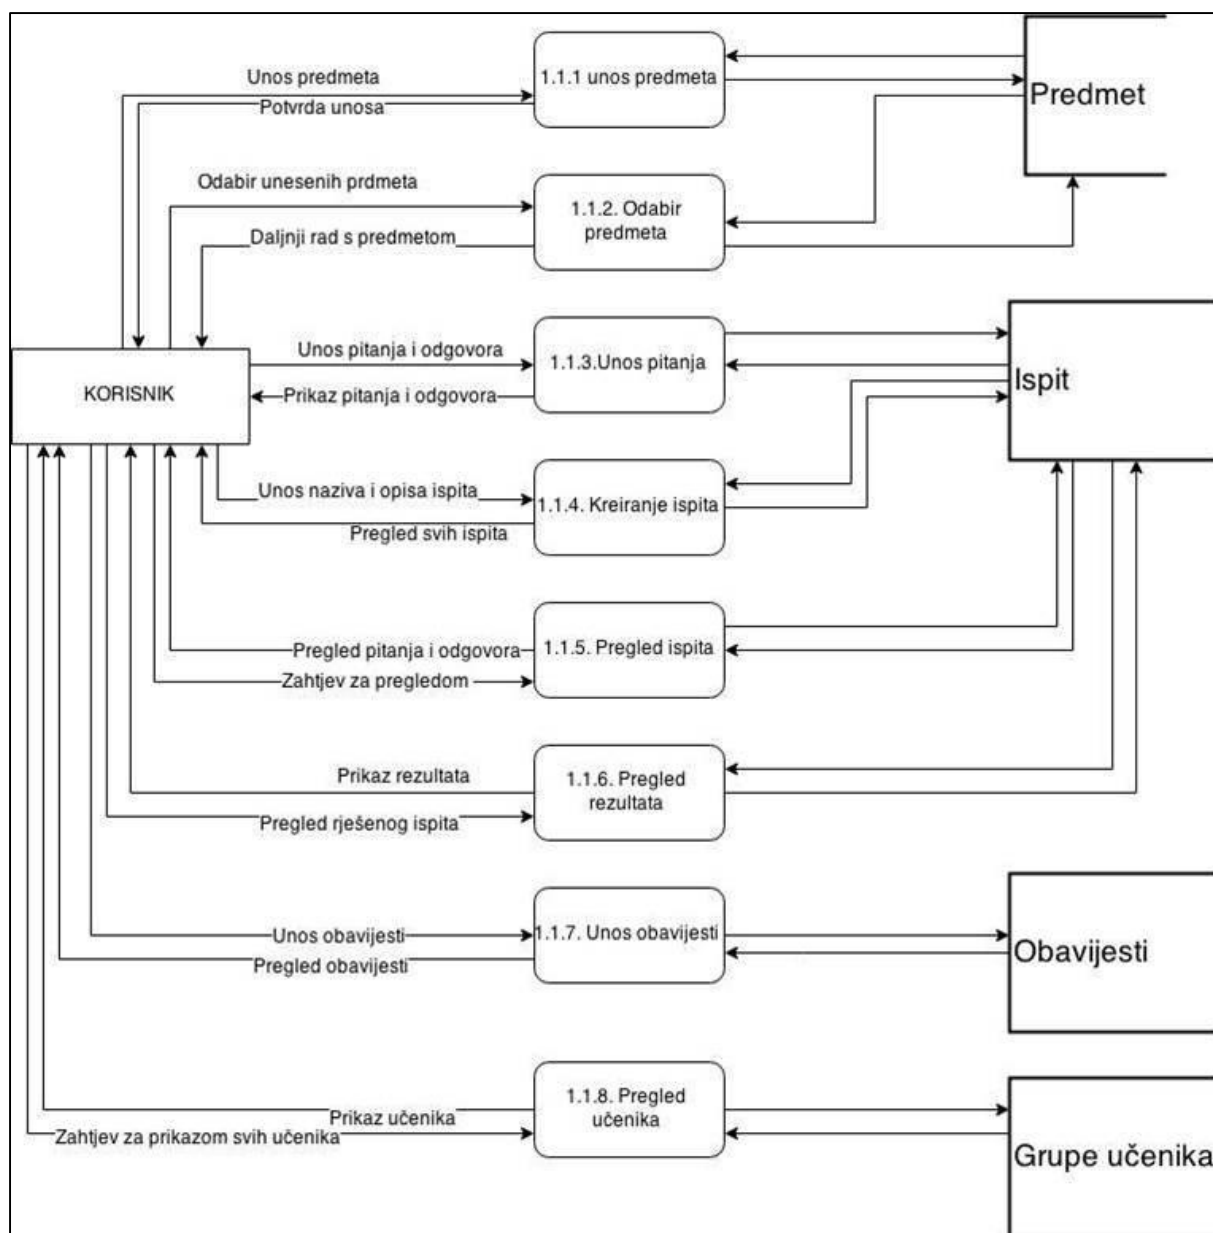 Unos predmeta
Potvrda unosa
1.1.1 unos predmeta
Predmet
Odabir unesenih prdmeta
Daljnji rad s predmetom
1.1.2. Odabir
predmeta
KORISNIK
Unos pitanja i odgovora
Prikaz pitanja i odgovora
1.1.3.Unos pitanja
Ispit
Unos naziva i opisa ispita
Pregled svih ispita
1.1.4. Kreiranje ispita
Pregled pitanja i odgovora
Zahtjev za pregledom
1.1.5. Pregled ispita
Prikaz rezultata
Pregled rješenog ispita
1.1.6. Pregled
rezultata
Unos obavijesti
Pregled obavijesti
1.1.7. Unos obavijesti
Obavijesti
Prikaz učenika
Zahtjev za prikazom svih učenika
1.1.8. Pregled
učenika
Grupe učenika